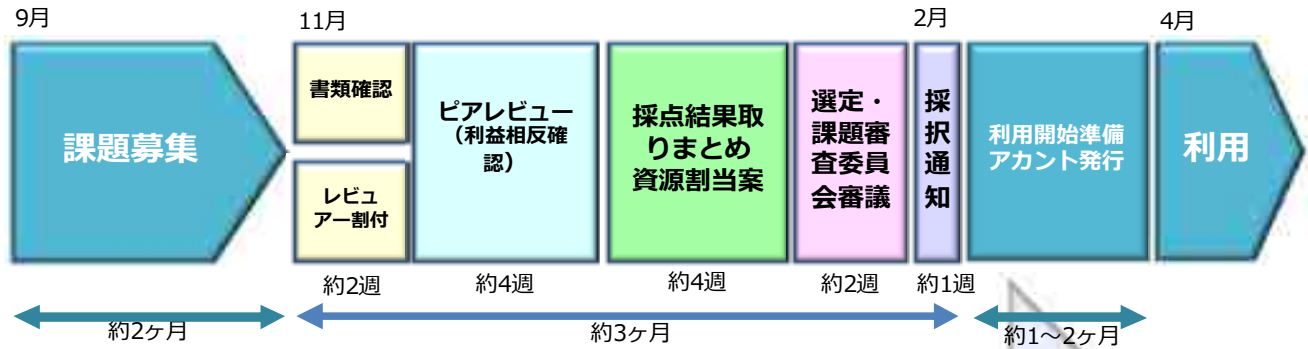 9月
11月
2月
4月
課題募集
書類確認
レビュ
アー割付
ピアレビュー
（利益相反確
認）
採点結果取
りまとめ
資源割当案
選定・
課題審
査委員
会審議
採
択
通
知
利用開始準備
アカント発行
利用
約2週
約4週
約4週
約2週
約1週
約2ヶ月
約3ヶ月
約1～2ヶ月